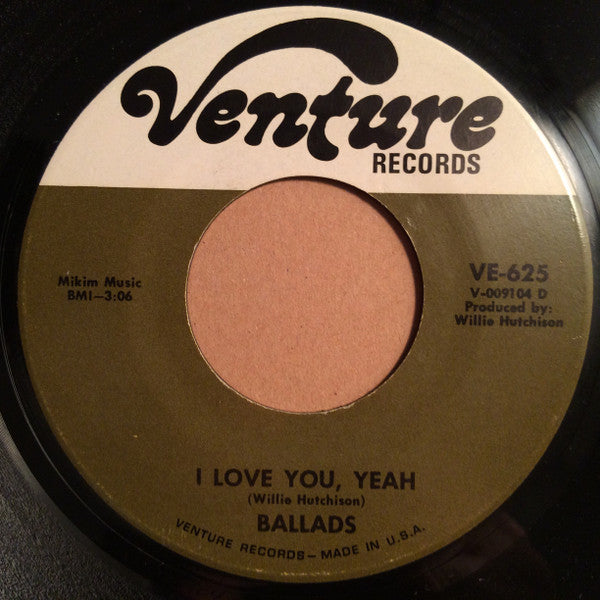 Venture
RECORDS
Mikim Music
BMI—3:06
VE-625
V-009104 D
Produced by:
Willie Hutchison
I LOVE YOU, YEAH
(Willie Hutchison)
BALLADS
VENTURE RECORDS — MADE IN U.S.A.